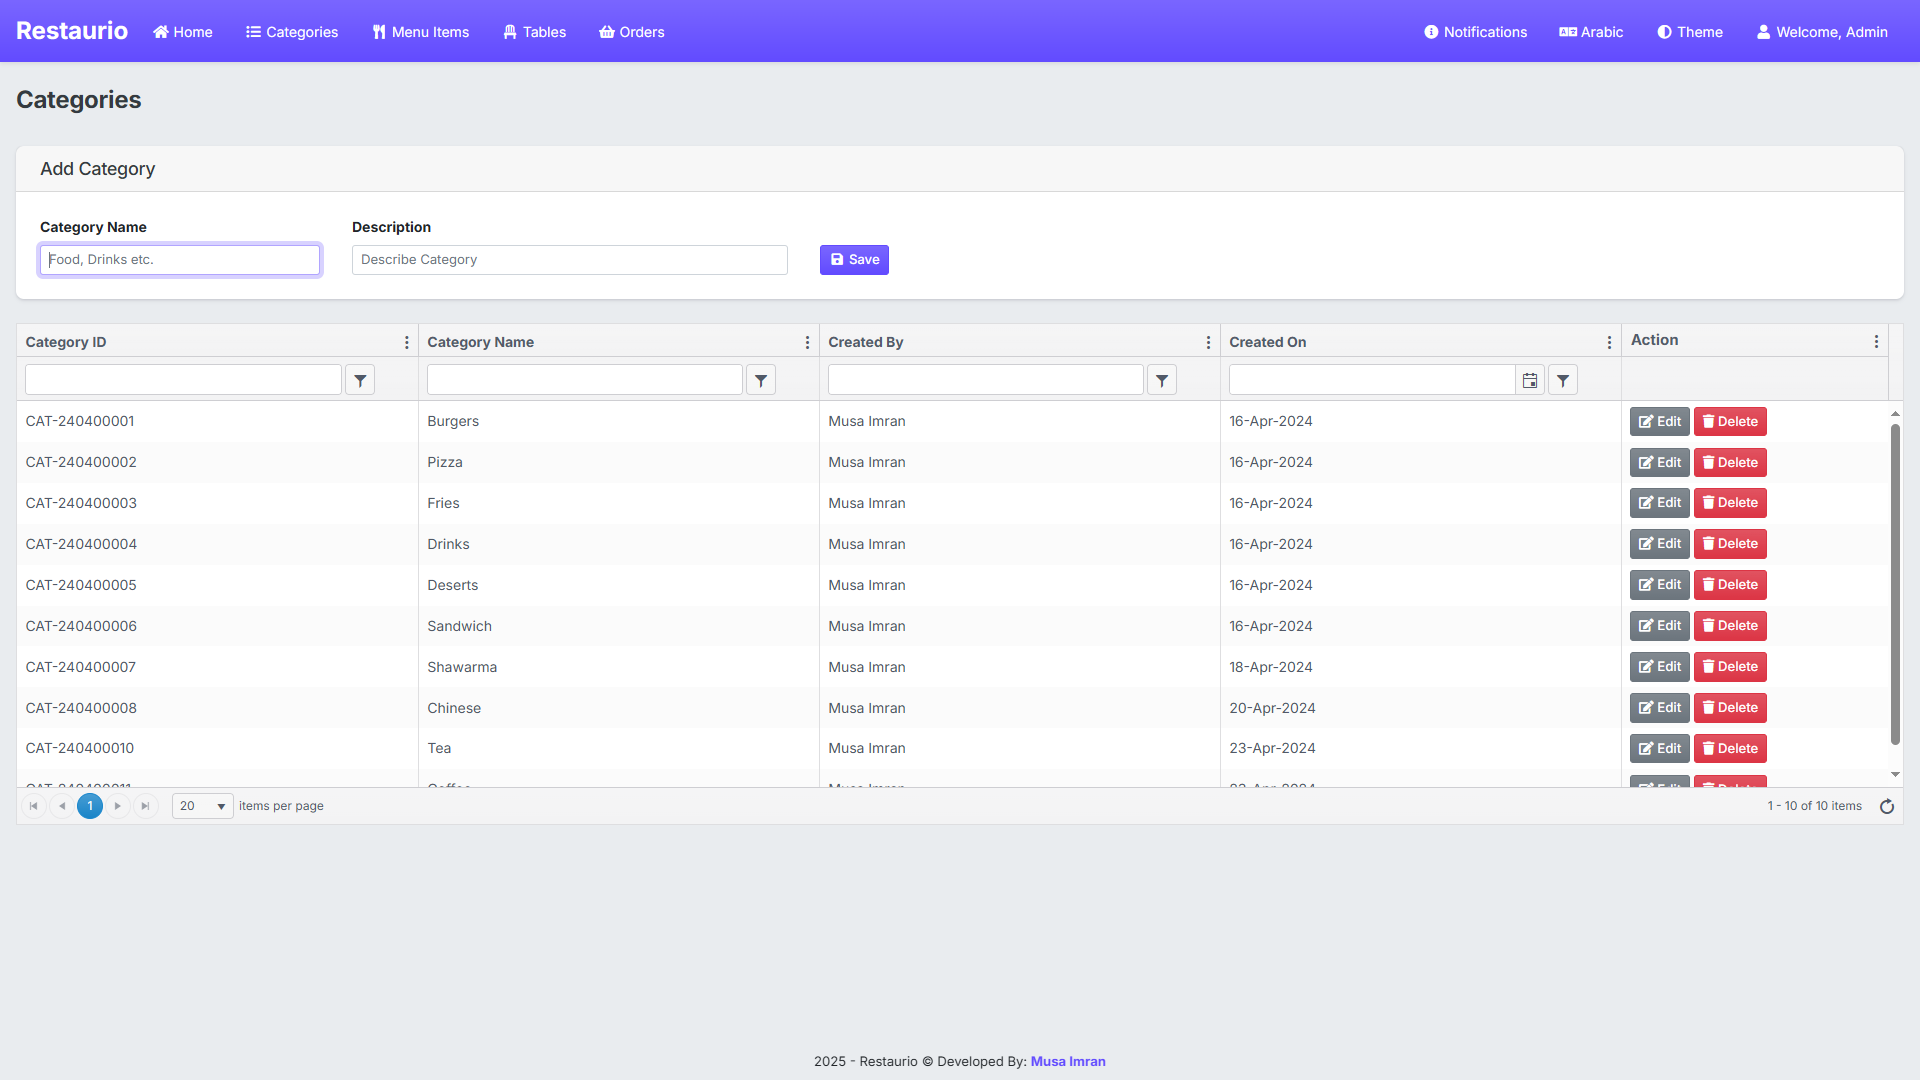 Restaurio Home Categories Menu Items Tables Orders Notifications Arabic Theme Welcome, Admin
Categories
Add Category
Category Name Description
Food, Drinks etc. Describe Category Save
Category ID Category Name Created By Created On Action
CAT-240400001 Burgers Musa Imran 16-Apr-2024 Edit Delete
CAT-240400002 Pizza Musa Imran 16-Apr-2024 Edit Delete
CAT-240400003 Fries Musa Imran 16-Apr-2024 Edit Delete
CAT-240400004 Drinks Musa Imran 16-Apr-2024 Edit Delete
CAT-240400005 Deserts Musa Imran 16-Apr-2024 Edit Delete
CAT-240400006 Sandwich Musa Imran 16-Apr-2024 Edit Delete
CAT-240400007 Shawarma Musa Imran 18-Apr-2024 Edit Delete
CAT-240400008 Chinese Musa Imran 20-Apr-2024 Edit Delete
CAT-240400010 Tea Musa Imran 23-Apr-2024 Edit Delete
1 20 items per page 1 - 10 of 10 items
2025 - Restaurio © Developed By: Musa Imran